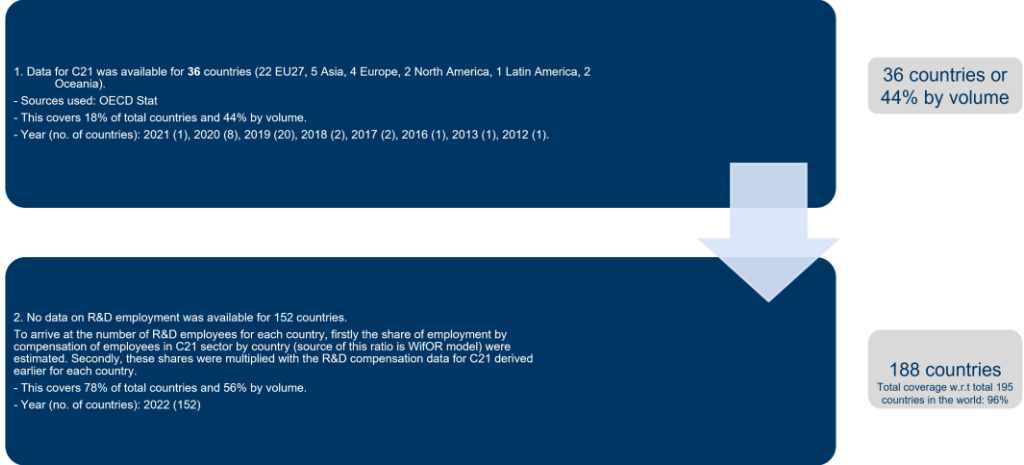 1. Data for C21 was available for 36 countries (22 EU27, 5 Asia, 4 Europe, 2 North America, 1 Latin America, 2
Oceania).
- Sources used: OECD Stat
- This covers 18% of total countries and 44% by volume.
- Year (no. of countries): 2021 (1), 2020 (8), 2019 (20), 2018 (2), 2017 (2), 2016 (1), 2013 (1), 2012 (1).
36 countries or
44% by volume
2. No data on R&D employment was available for 152 countries.
To arrive at the number of R&D employees for each country, firstly the share of employment by
compensation of employees in C21 sector by country (source of this ratio is WifOR model) were
estimated. Secondly, these shares were multiplied with the R&D compensation data for C21 derived
earlier for each country.
- This covers 78% of total countries and 56% by volume.
- Year (no. of countries): 2022 (152)
188 countries
Total coverage w.r.t total 195
countries in the world: 96%